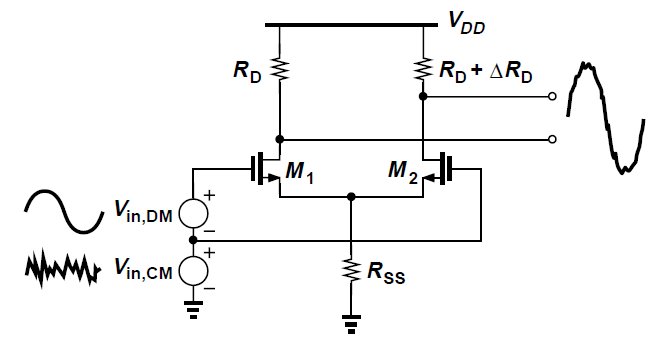 V_DD
R_D
R_D + ΔR_D
M_1
M_2
V_in,DM
+
−
V_in,CM
+
−
R_SS